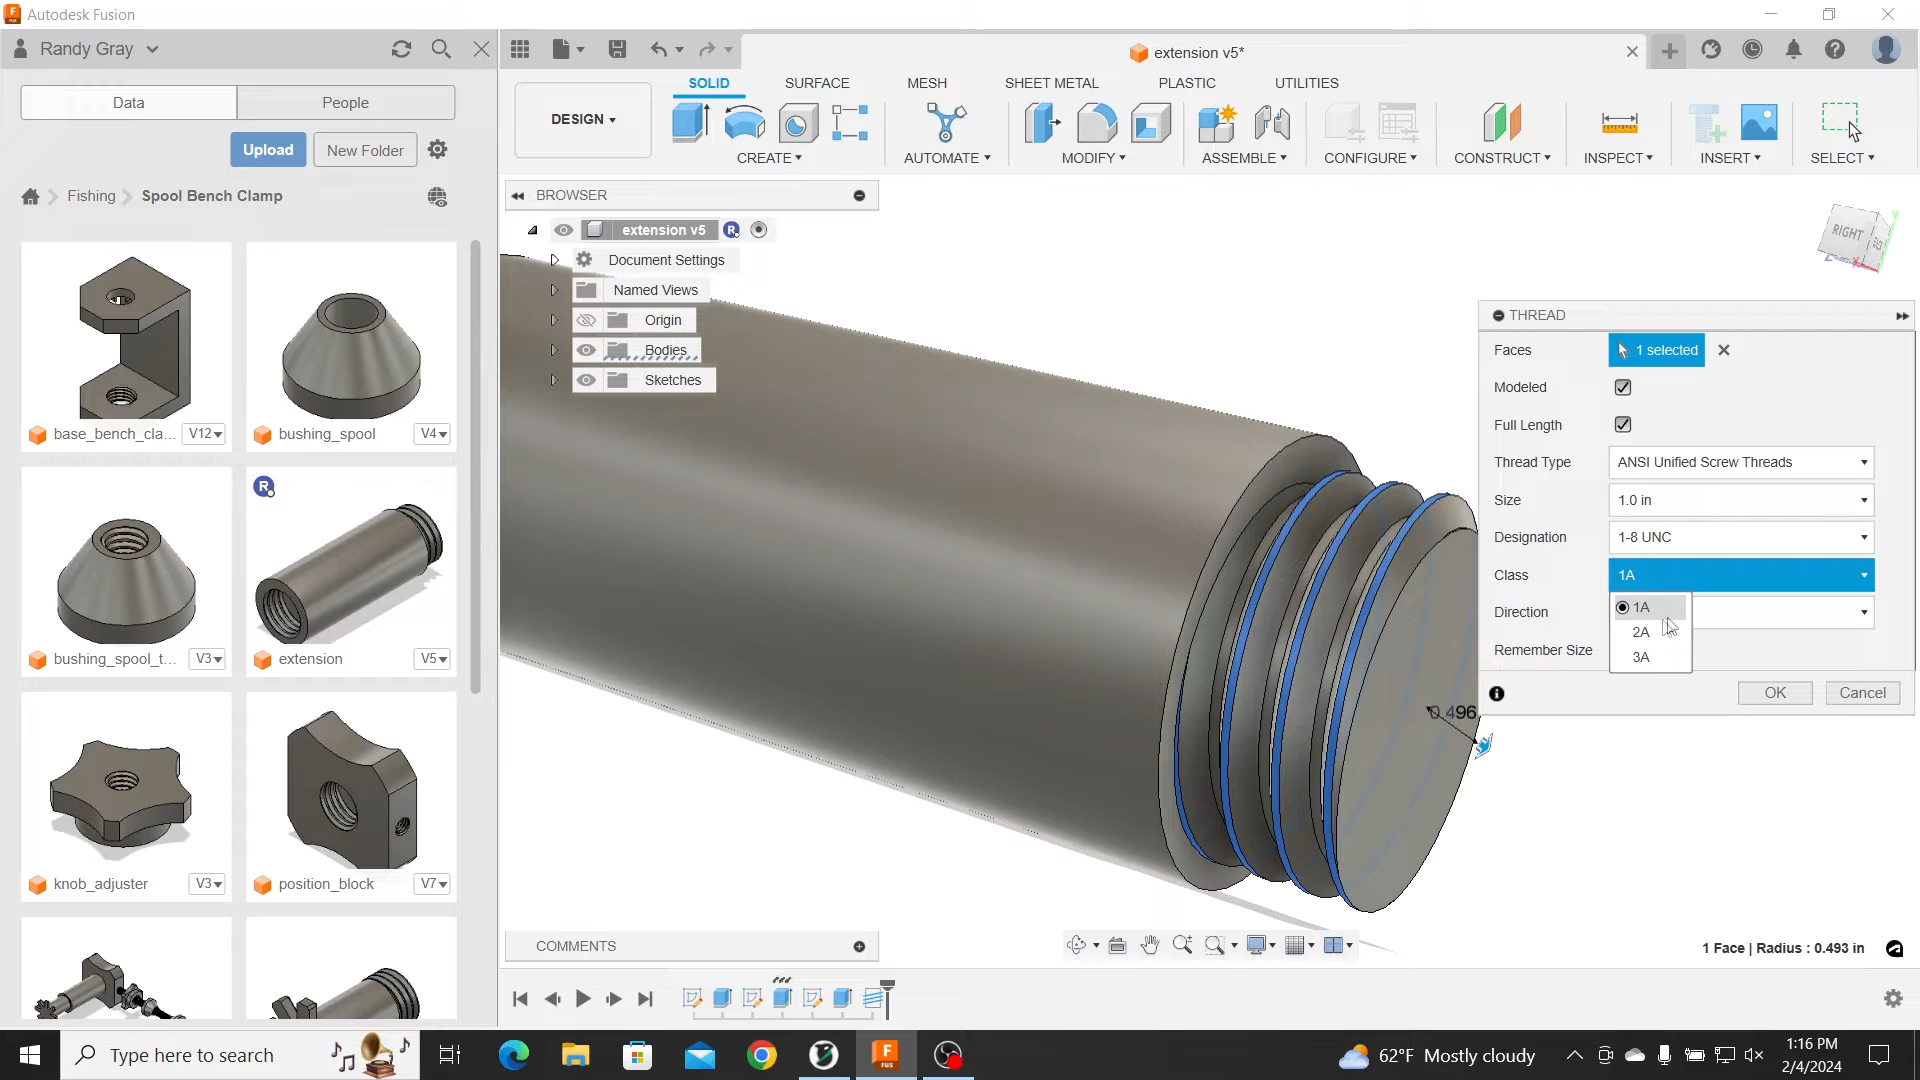 Autodesk Fusion
Randy Gray
extension v5*
Data
People
Upload
New Folder
Fishing
Spool Bench Clamp
base_bench_cla...
V12
bushing_spool
V4
bushing_spool_t...
V3
extension
V5
knob_adjuster
V3
position_block
V7
DESIGN
SOLID
SURFACE
MESH
SHEET METAL
PLASTIC
UTILITIES
CREATE
AUTOMATE
MODIFY
ASSEMBLE
CONFIGURE
CONSTRUCT
INSPECT
INSERT
SELECT
BROWSER
extension v5
Document Settings
Named Views
Origin
Bodies
Sketches
RIGHT
Y
Z
X
THREAD
Faces
1 selected
Modeled
Full Length
Thread Type
ANSI Unified Screw Threads
Size
1.0 in
Designation
1-8 UNC
Class
1A
1A
2A
3A
Direction
Remember Size
OK
Cancel
0.496
COMMENTS
1 Face | Radius : 0.493 in
Type here to search
62°F Mostly cloudy
1:16 PM
2/4/2024